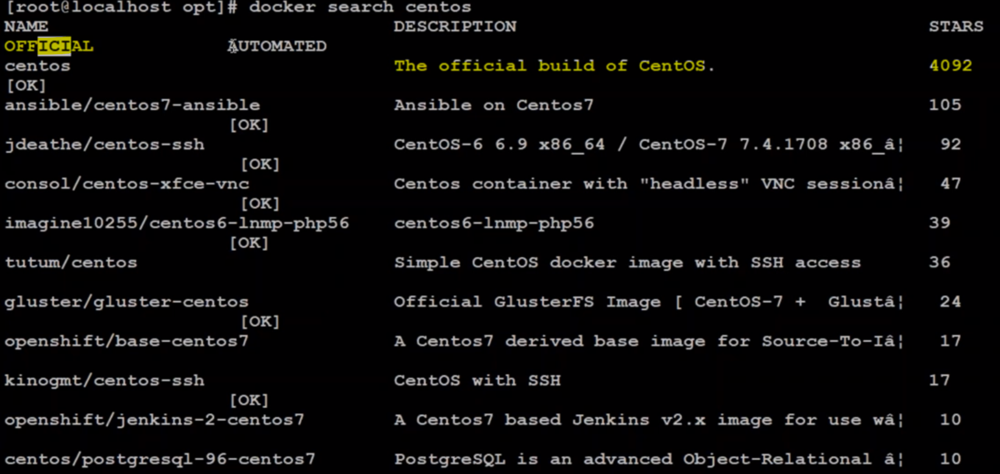 [root@localhost opt]# docker search centos
NAME DESCRIPTION STARS
OFFICIAL AUTOMATED
centos The official build of CentOS. 4092
[OK]
ansible/centos7-ansible Ansible on Centos7 105
[OK]
jdeathe/centos-ssh CentOS-6 6.9 x86_64 / CentOS-7 7.4.1708 x86_â¦ 92
[OK]
consol/centos-xfce-vnc Centos container with "headless" VNC sessionâ¦ 47
[OK]
imagine10255/centos6-lnmp-php56 centos6-lnmp-php56 39
[OK]
tutum/centos Simple CentOS docker image with SSH access 36
gluster/gluster-centos Official GlusterFS Image [ CentOS-7 + Glustâ¦ 24
[OK]
openshift/base-centos7 A Centos7 derived base image for Source-To-Iâ¦ 17
kinogmt/centos-ssh CentOS with SSH 17
[OK]
openshift/jenkins-2-centos7 A Centos7 based Jenkins v2.x image for use wâ¦ 10
centos/postgresql-96-centos7 PostgreSQL is an advanced Object-Relational â¦ 10